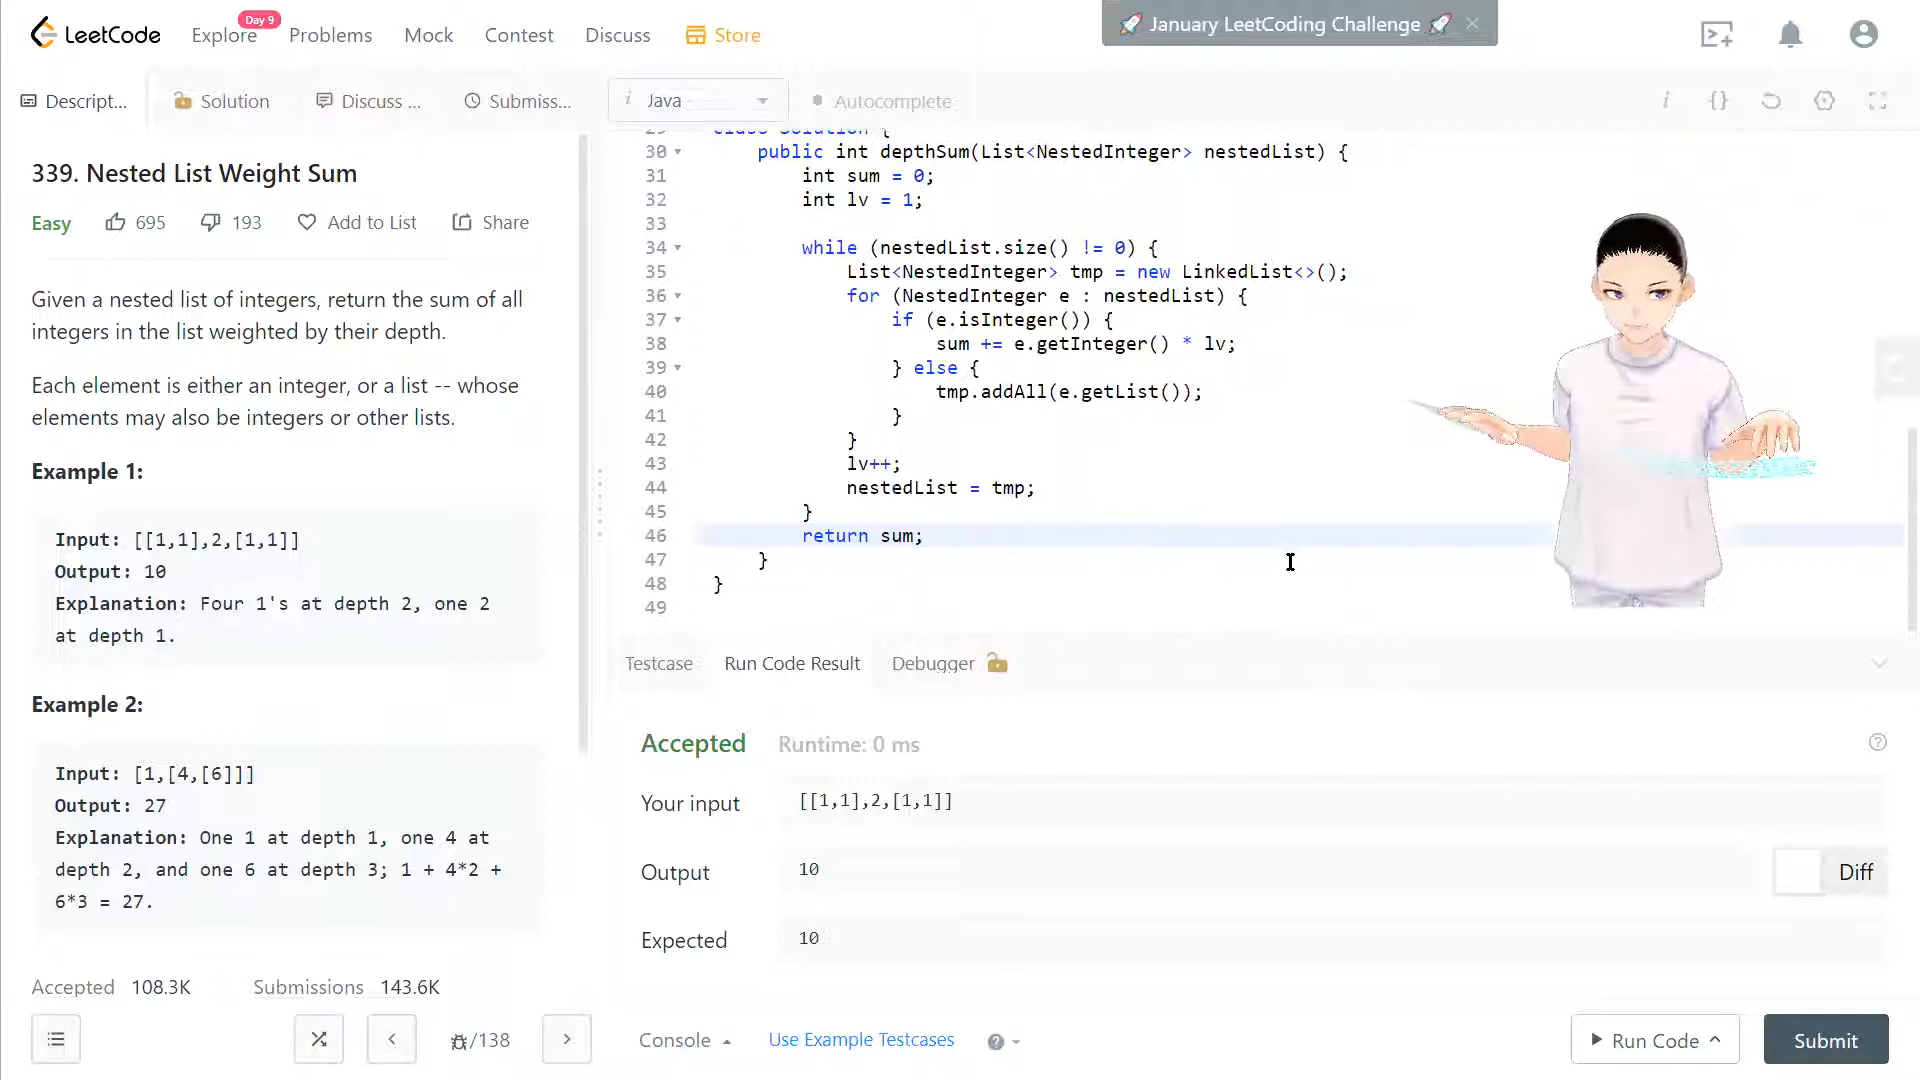 LeetCode
Explore
Day 9
Problems
Mock
Contest
Discuss
Store
🚀 January LeetCoding Challenge 🚀 ×
Descript...
Solution
Discuss ...
Submiss...
i Java
Autocomplete
339. Nested List Weight Sum
Easy
695
193
Add to List
Share
Given a nested list of integers, return the sum of all
integers in the list weighted by their depth.
Each element is either an integer, or a list -- whose
elements may also be integers or other lists.
Example 1:
Input: [[1,1],2,[1,1]]
Output: 10
Explanation: Four 1's at depth 2, one 2
at depth 1.
Example 2:
Input: [1,[4,[6]]]
Output: 27
Explanation: One 1 at depth 1, one 4 at
depth 2, and one 6 at depth 3; 1 + 4*2 +
6*3 = 27.
Accepted 108.3K
Submissions 143.6K
/138
29 class Solution {
30 public int depthSum(List<NestedInteger> nestedList) {
31 int sum = 0;
32 int lv = 1;
33
34 while (nestedList.size() != 0) {
35 List<NestedInteger> tmp = new LinkedList<>();
36 for (NestedInteger e : nestedList) {
37 if (e.isInteger()) {
38 sum += e.getInteger() * lv;
39 } else {
40 tmp.addAll(e.getList());
41 }
42 }
43 lv++;
44 nestedList = tmp;
45 }
46 return sum;
47 }
48 }
49
Testcase
Run Code Result
Debugger
Accepted
Runtime: 0 ms
Your input
[[1,1],2,[1,1]]
Output
10
Diff
Expected
10
Console
Use Example Testcases
Run Code
Submit